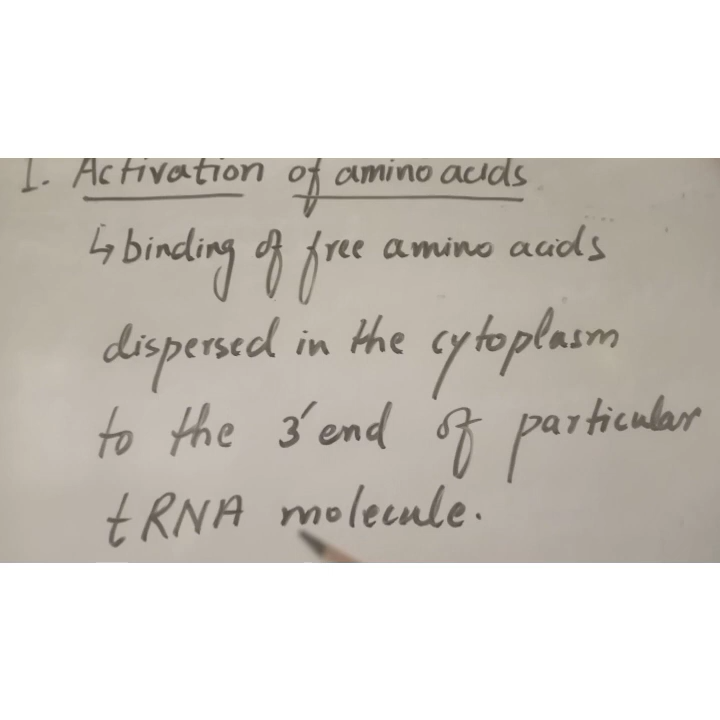 1. Activation of amino acids
↳ binding of free amino acids
dispersed in the cytoplasm
to the 3' end of particular
tRNA molecule.